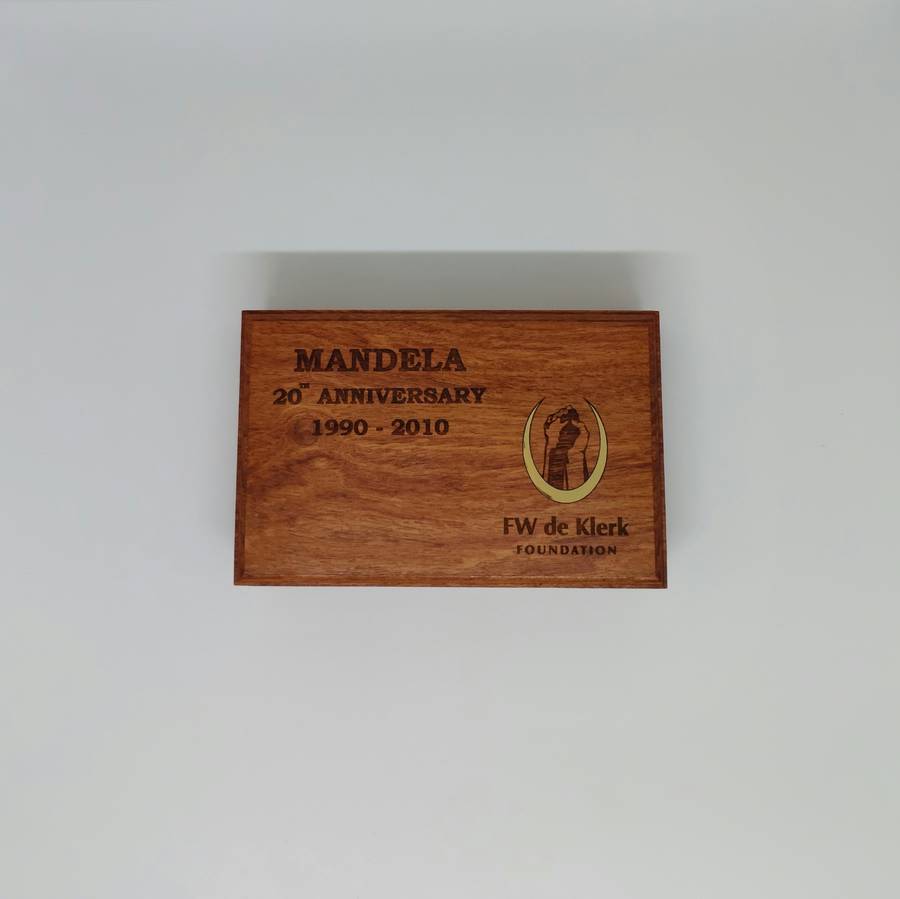 MANDELA
20TH ANNIVERSARY
1990 - 2010
FW de Klerk
FOUNDATION